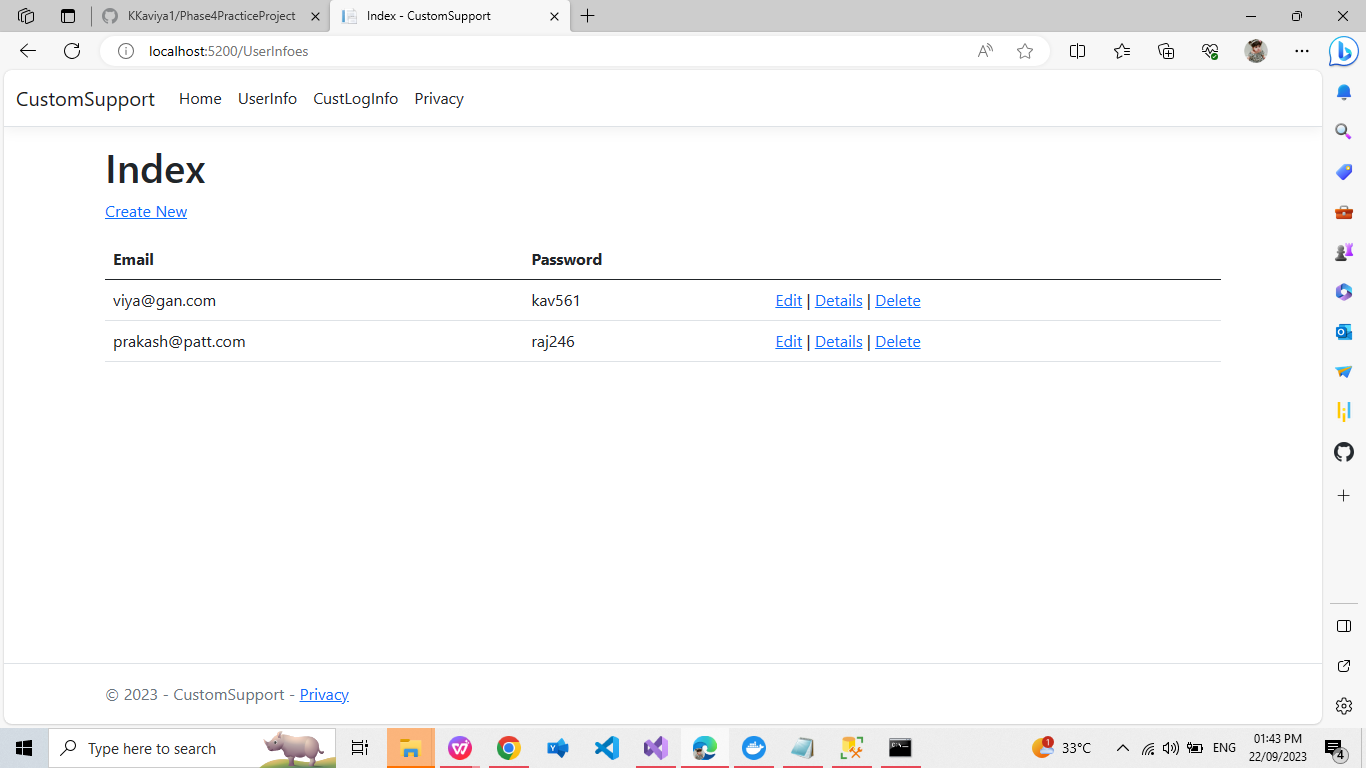 KKaviya1/Phase4PracticeProject
Index - CustomSupport
localhost:5200/UserInfoes
CustomSupport Home UserInfo CustLogInfo Privacy
Index
Create New
Email Password
viya@gan.com kav561 Edit | Details | Delete
prakash@patt.com raj246 Edit | Details | Delete
© 2023 - CustomSupport - Privacy
Type here to search
1
33°C
ENG
01:43 PM
22/09/2023
4